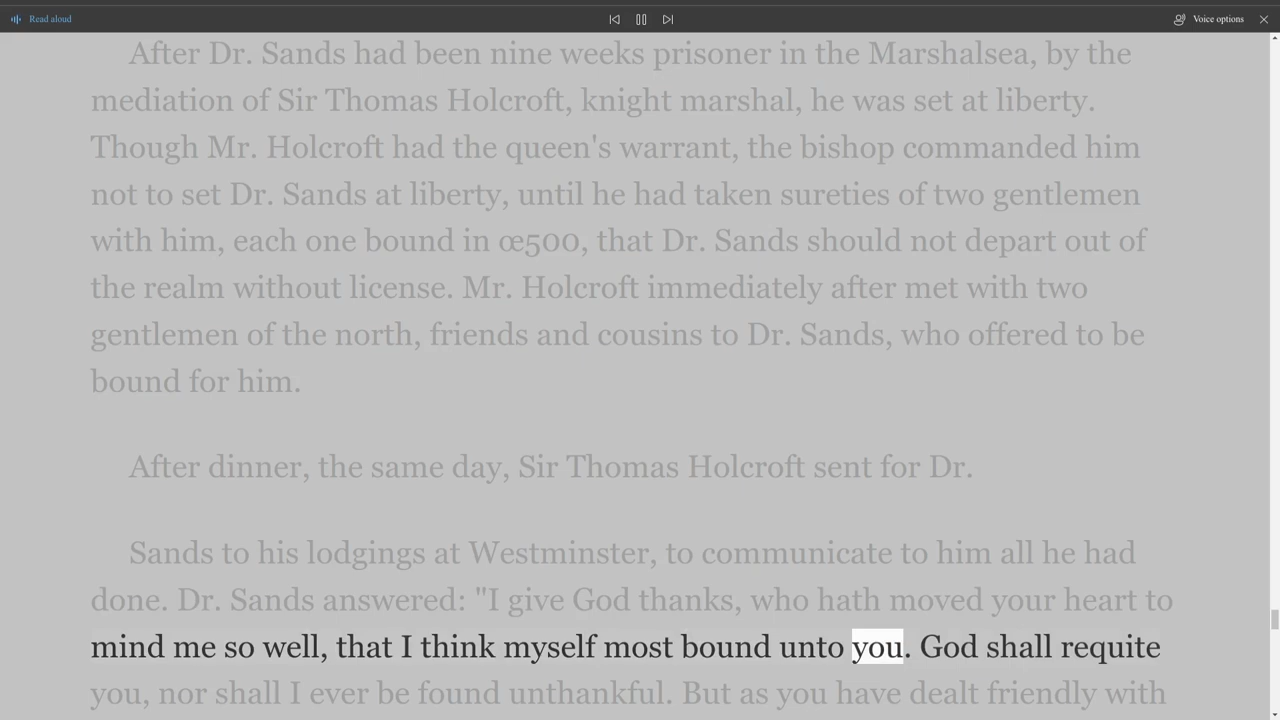 Read aloud
Voice options
After Dr. Sands had been nine weeks prisoner in the Marshalsea, by the
mediation of Sir Thomas Holcroft, knight marshal, he was set at liberty.
Though Mr. Holcroft had the queen's warrant, the bishop commanded him
not to set Dr. Sands at liberty, until he had taken sureties of two gentlemen
with him, each one bound in œ500, that Dr. Sands should not depart out of
the realm without license. Mr. Holcroft immediately after met with two
gentlemen of the north, friends and cousins to Dr. Sands, who offered to be
bound for him.
After dinner, the same day, Sir Thomas Holcroft sent for Dr.
Sands to his lodgings at Westminster, to communicate to him all he had
done. Dr. Sands answered: "I give God thanks, who hath moved your heart to
mind me so well, that I think myself most bound unto you. God shall requite
you, nor shall I ever be found unthankful. But as you have dealt friendly with